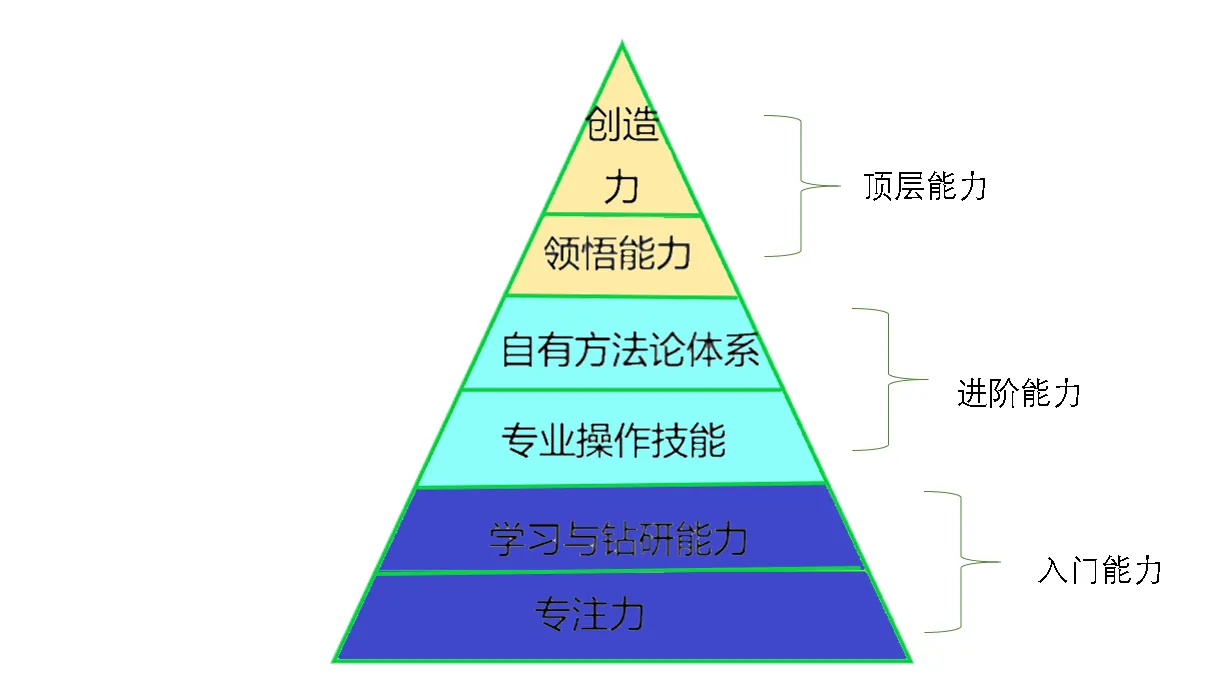 创造
力
顶层能力
领悟能力
自有方法论体系
进阶能力
专业操作技能
学习与钻研能力
入门能力
专注力